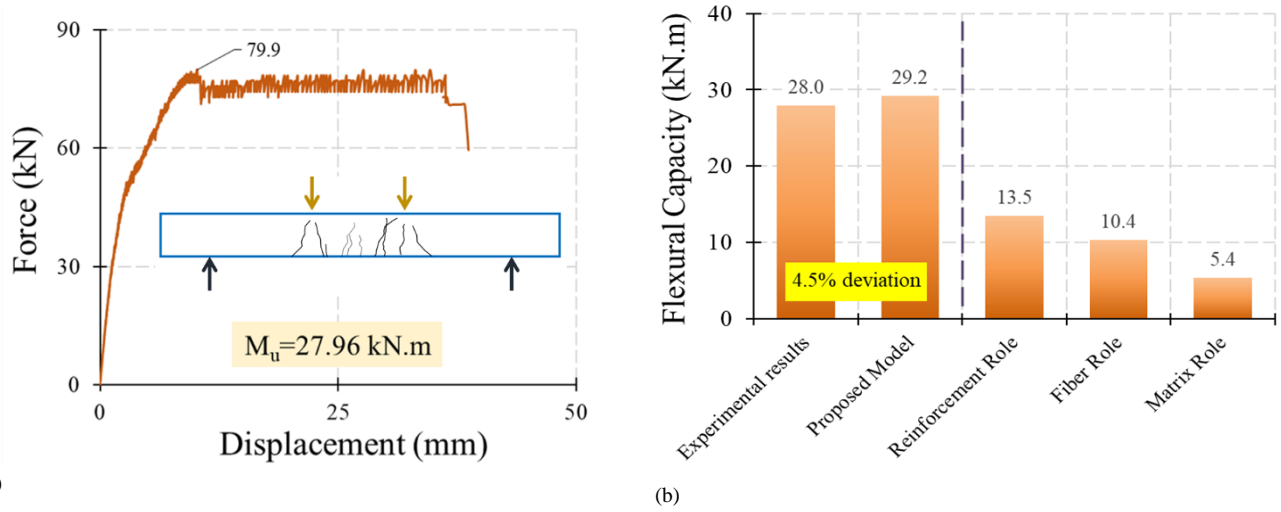 90
79.9
60
30
0
Force (kN)
Mu=27.96 kN.m
0
25
50
Displacement (mm)
)
40
30
20
10
0
Flexural Capacity (kN.m)
28.0
29.2
13.5
10.4
5.4
4.5% deviation
Experimental results
Proposed Model
Reinforcement Role
Fiber Role
Matrix Role
(b)